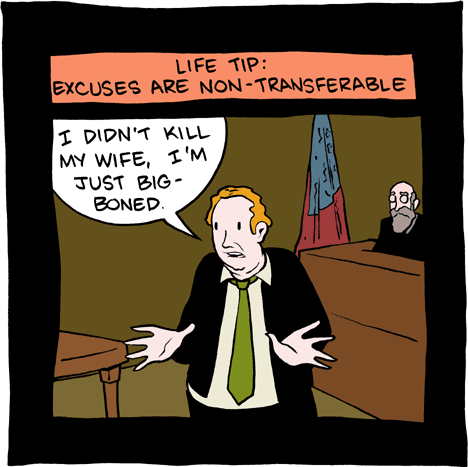 LIFE TIP:
EXCUSES ARE NON-TRANSFERABLE
I DIDN'T KILL
MY WIFE, I'M
JUST BIG-
BONED.